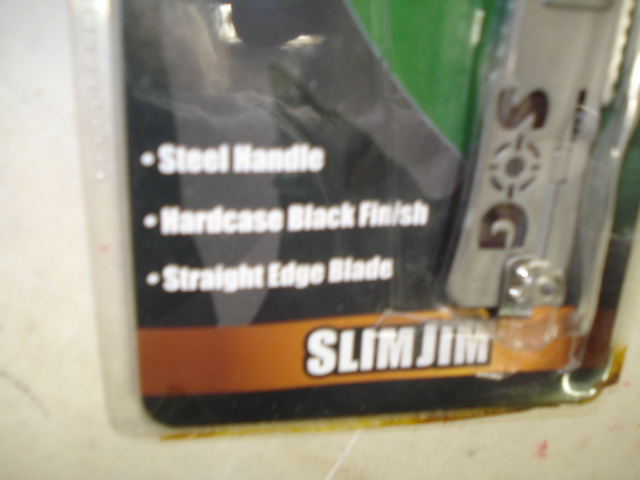 • Steel Handle
• Hardcase Black Finish
• Straight Edge Blade
SOG
SLIMJIM